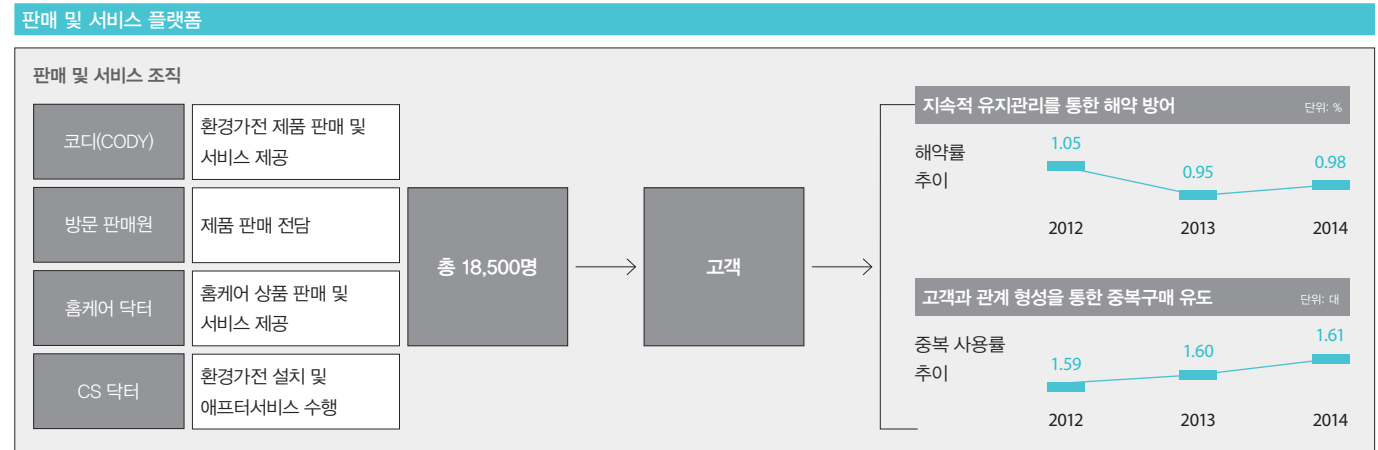 판매 및 서비스 플랫폼
판매 및 서비스 조직
코디(CODY)
환경가전 제품 판매 및
서비스 제공
방문 판매원
제품 판매 전담
홈케어 닥터
홈케어 상품 판매 및
서비스 제공
CS 닥터
환경가전 설치 및
애프터서비스 수행
총 18,500명
고객
지속적 유지관리를 통한 해약 방어
단위: %
해약률
추이
1.05
0.95
0.98
2012
2013
2014
고객과 관계 형성을 통한 중복구매 유도
단위: 대
중복 사용률
추이
1.59
1.60
1.61
2012
2013
2014